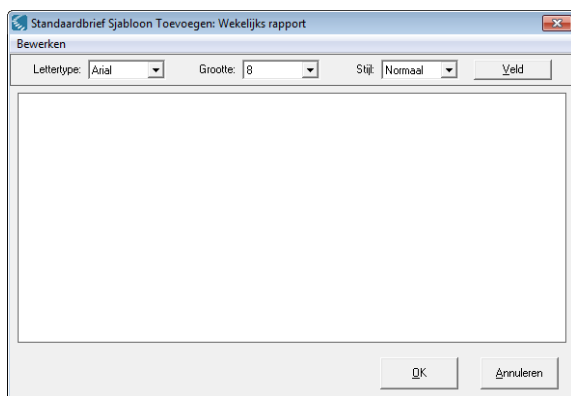 Standaardbrief Sjabloon Toevoegen: Wekelijks rapport
Bewerken
Lettertype: Arial Grootte: 8 Stijl: Normaal Veld
OK Annuleren